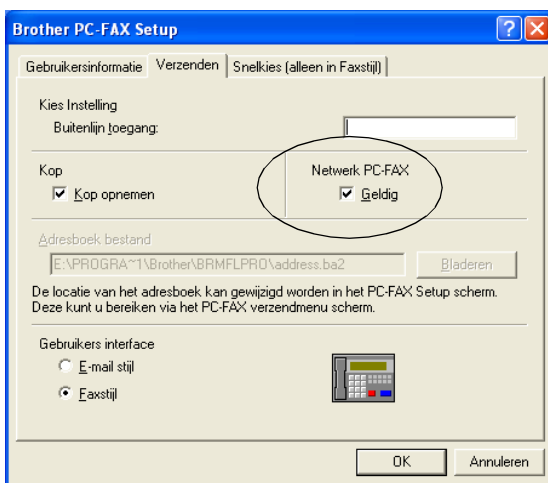 Brother PC-FAX Setup
Gebruikersinformatie Verzenden Snelkies (alleen in Faxstijl)
Kies Instelling
Buitenlijn toegang:
Kop Netwerk PC-FAX
Kop opnemen Geldig
Adresboek bestand
E:\PROGRA~1\Brother\BRMFLPRO\address.ba2 Bladeren
De locatie van het adresboek kan gewijzigd worden in het PC-FAX Setup scherm.
Deze kunt u bereiken via het PC-FAX verzendmenu scherm.
Gebruikers interface
E-mail stijl
Faxstijl
OK Annuleren